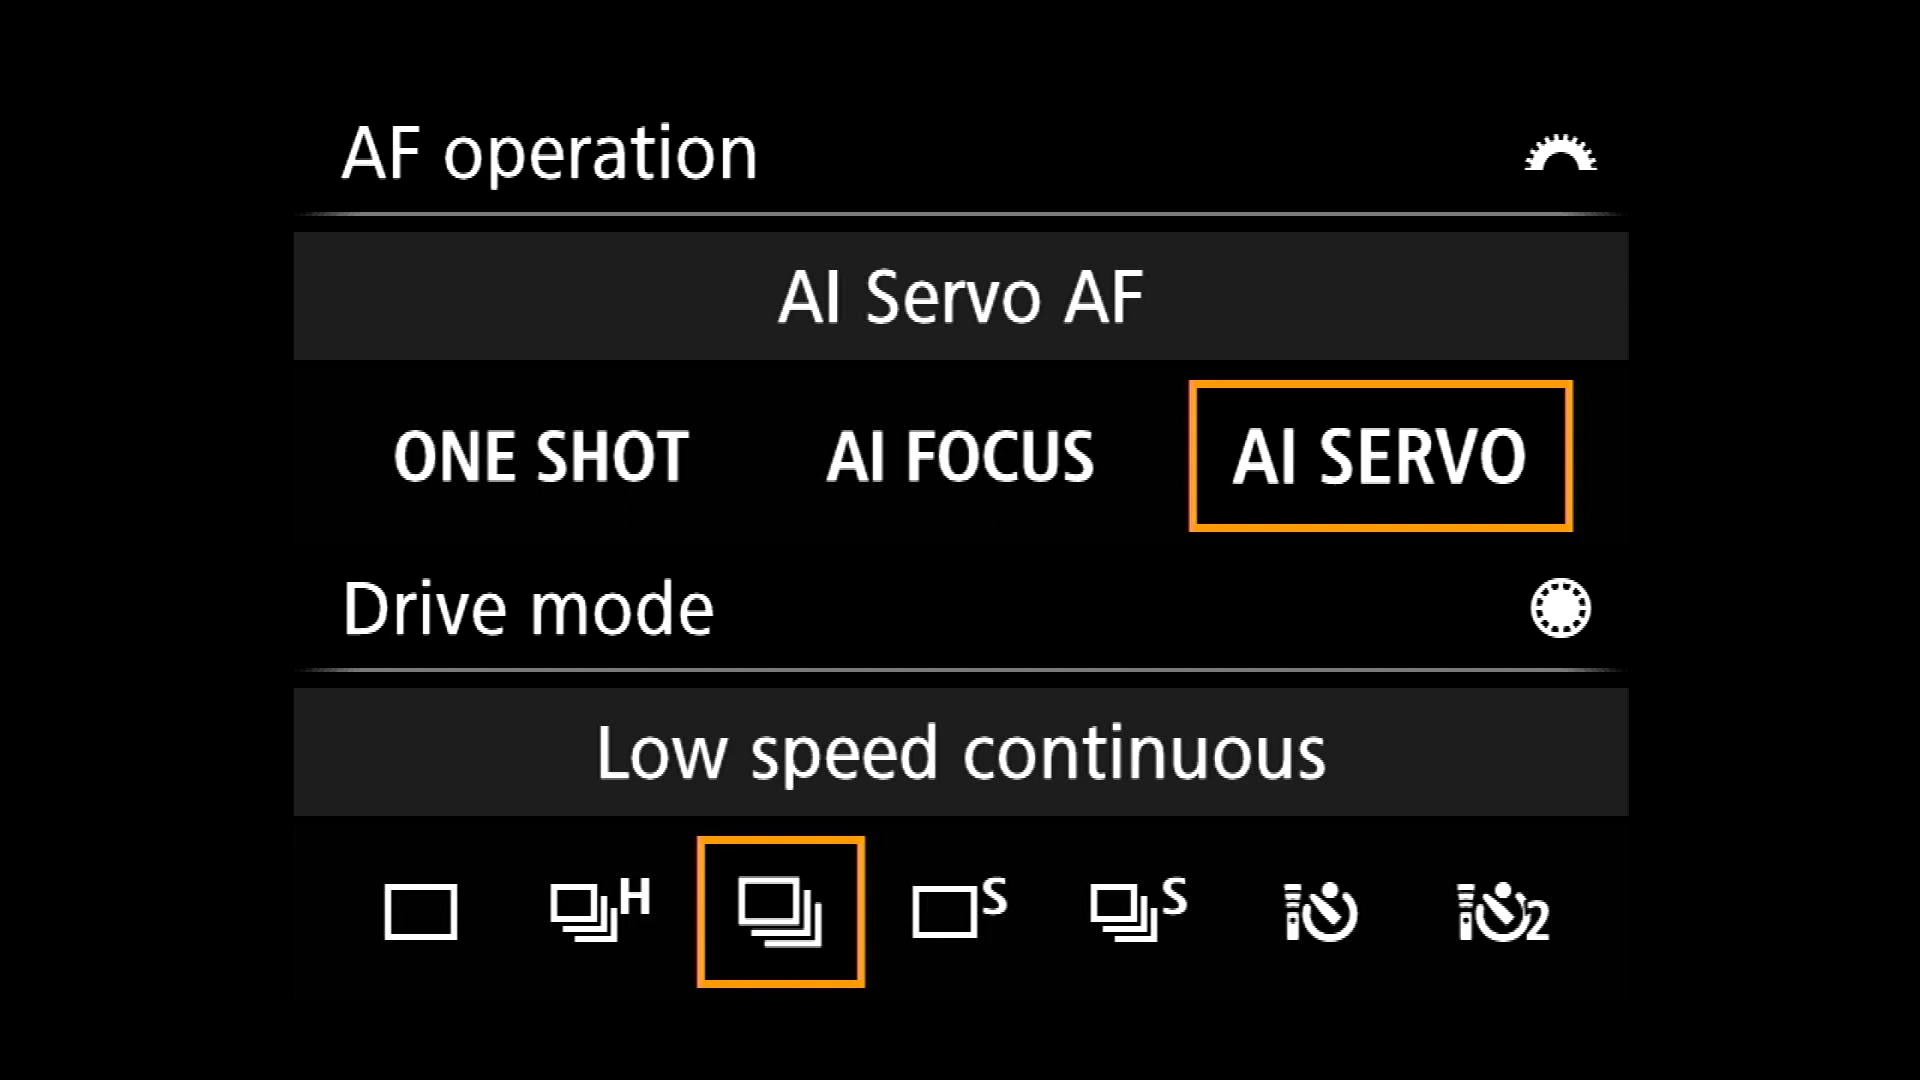 AF operation
AI Servo AF
ONE SHOT AI FOCUS AI SERVO
Drive mode
Low speed continuous
H S S 2